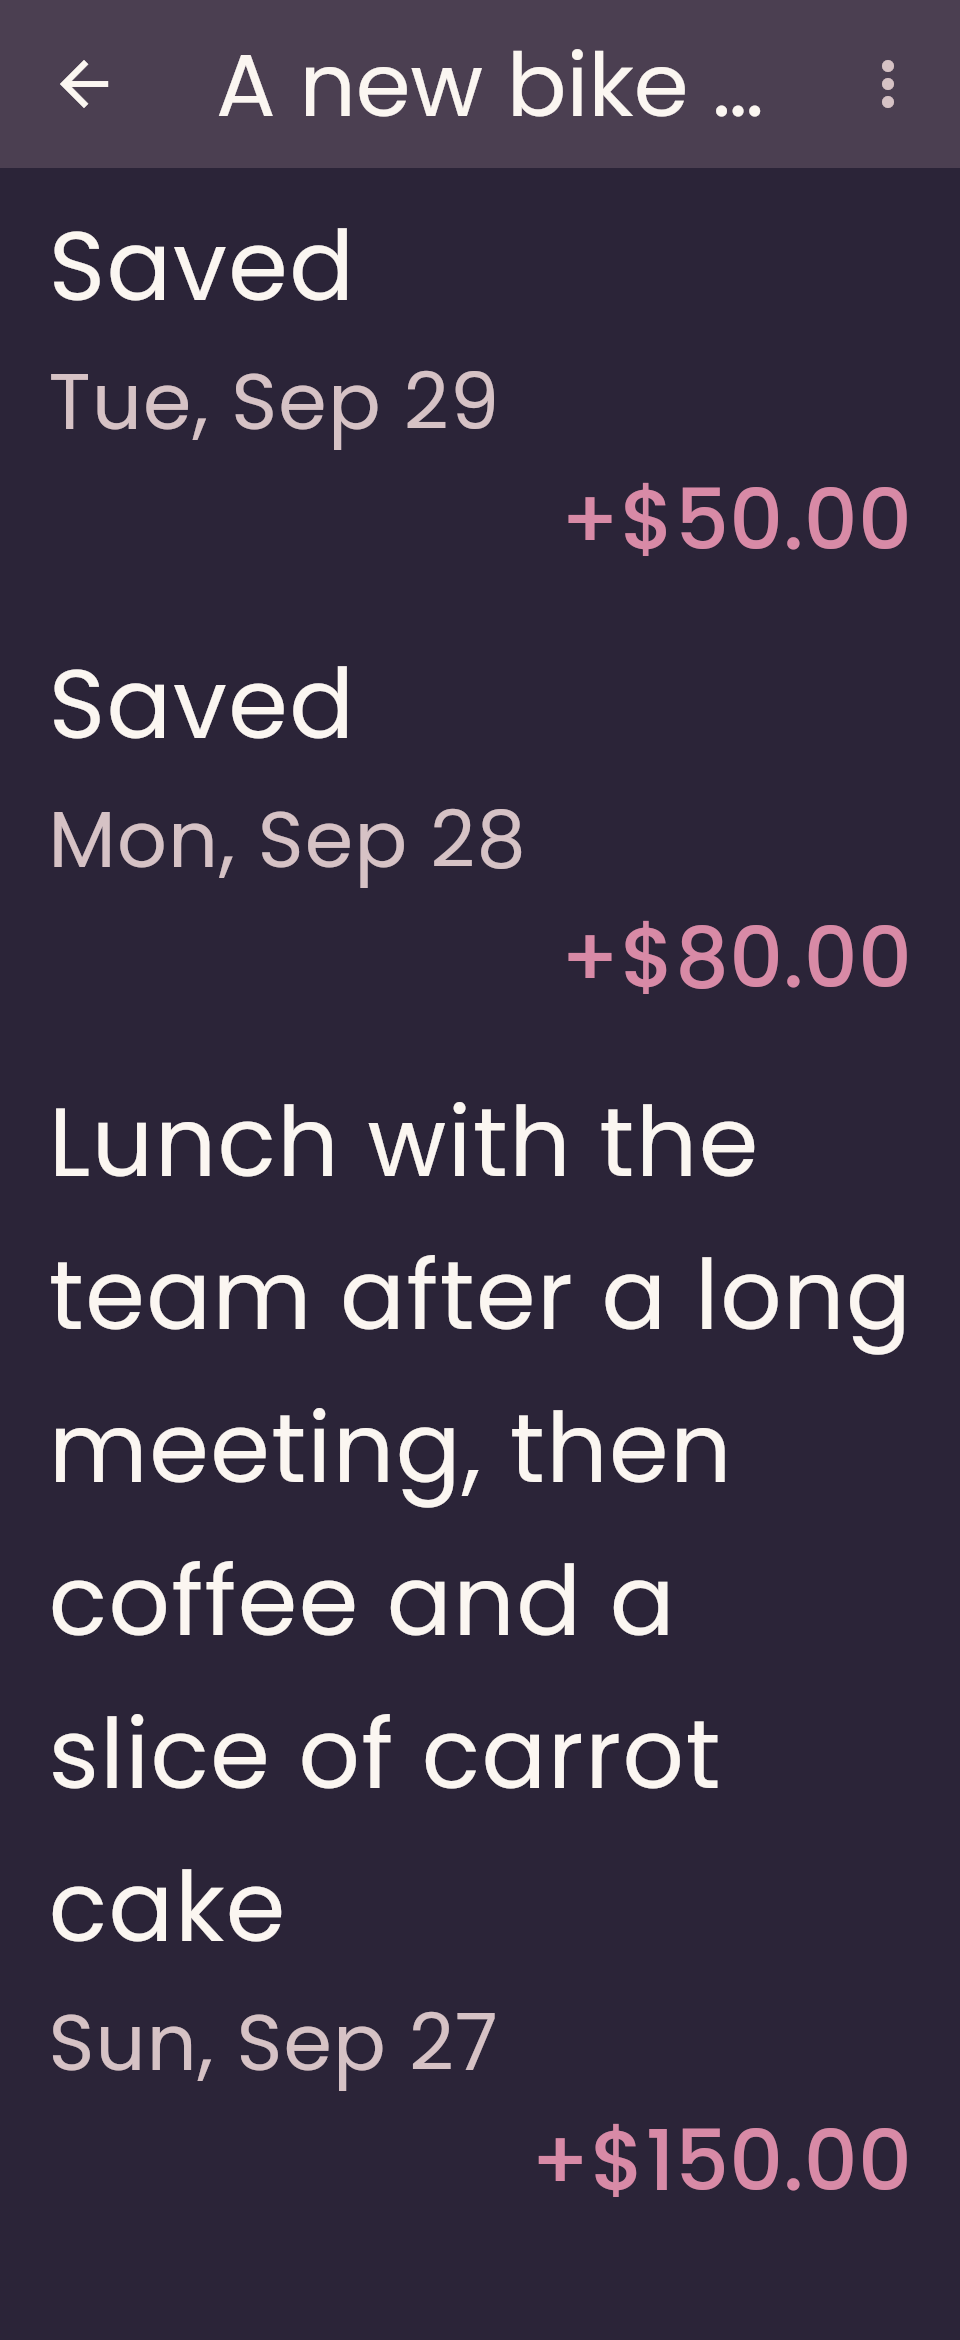 A new bike ...
Saved
Tue, Sep 29
+$50.00
Saved
Mon, Sep 28
+$80.00
Lunch with the
team after a long
meeting, then
coffee and a
slice of carrot
cake
Sun, Sep 27
+$150.00